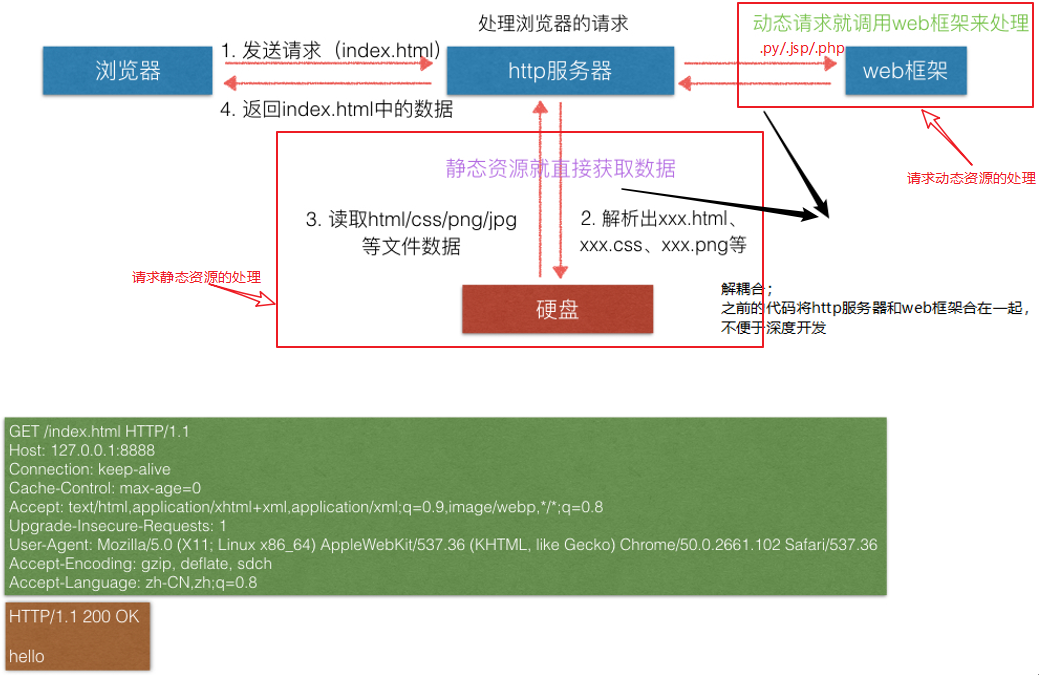 处理浏览器的请求
动态请求就调用web框架来处理
1. 发送请求（index.html）
.py/.jsp/.php
浏览器
http服务器
web框架
4. 返回index.html中的数据
静态资源就直接获取数据
请求动态资源的处理
3. 读取html/css/png/jpg
等文件数据
2. 解析出xxx.html、
xxx.css、xxx.png等
请求静态资源的处理
硬盘
解耦合；
之前的代码将http服务器和web框架合在一起，
不便于深度开发
GET /index.html HTTP/1.1
Host: 127.0.0.1:8888
Connection: keep-alive
Cache-Control: max-age=0
Accept: text/html,application/xhtml+xml,application/xml;q=0.9,image/webp,*/*;q=0.8
Upgrade-Insecure-Requests: 1
User-Agent: Mozilla/5.0 (X11; Linux x86_64) AppleWebKit/537.36 (KHTML, like Gecko) Chrome/50.0.2661.102 Safari/537.36
Accept-Encoding: gzip, deflate, sdch
Accept-Language: zh-CN,zh;q=0.8
HTTP/1.1 200 OK
hello